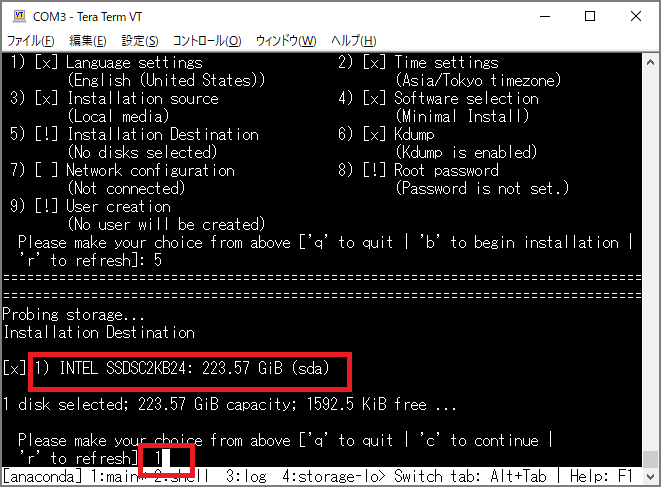 COM3 - Tera Term VT
ファイル(F) 編集(E) 設定(S) コントロール(O) ウィンドウ(W) ヘルプ(H)
1) [x] Language settings 2) [x] Time settings
(English (United States)) (Asia/Tokyo timezone)
3) [x] Installation source 4) [x] Software selection
(Local media) (Minimal Install)
5) [!] Installation Destination 6) [x] Kdump
(No disks selected) (Kdump is enabled)
7) [ ] Network configuration 8) [!] Root password
(Not connected) (Password is not set.)
9) [!] User creation
(No user will be created)
Please make your choice from above ['q' to quit | 'b' to begin installation |
'r' to refresh]: 5
================================================================================
================================================================================
Probing storage...
Installation Destination
[x] 1) INTEL SSDSC2KB24: 223.57 GiB (sda)
1 disk selected; 223.57 GiB capacity; 1592.5 KiB free ...
Please make your choice from above ['q' to quit | 'c' to continue |
'r' to refresh] 1
[anaconda] 1:main* 2:shell 3:log 4:storage-lo> Switch tab: Alt+Tab | Help: F1